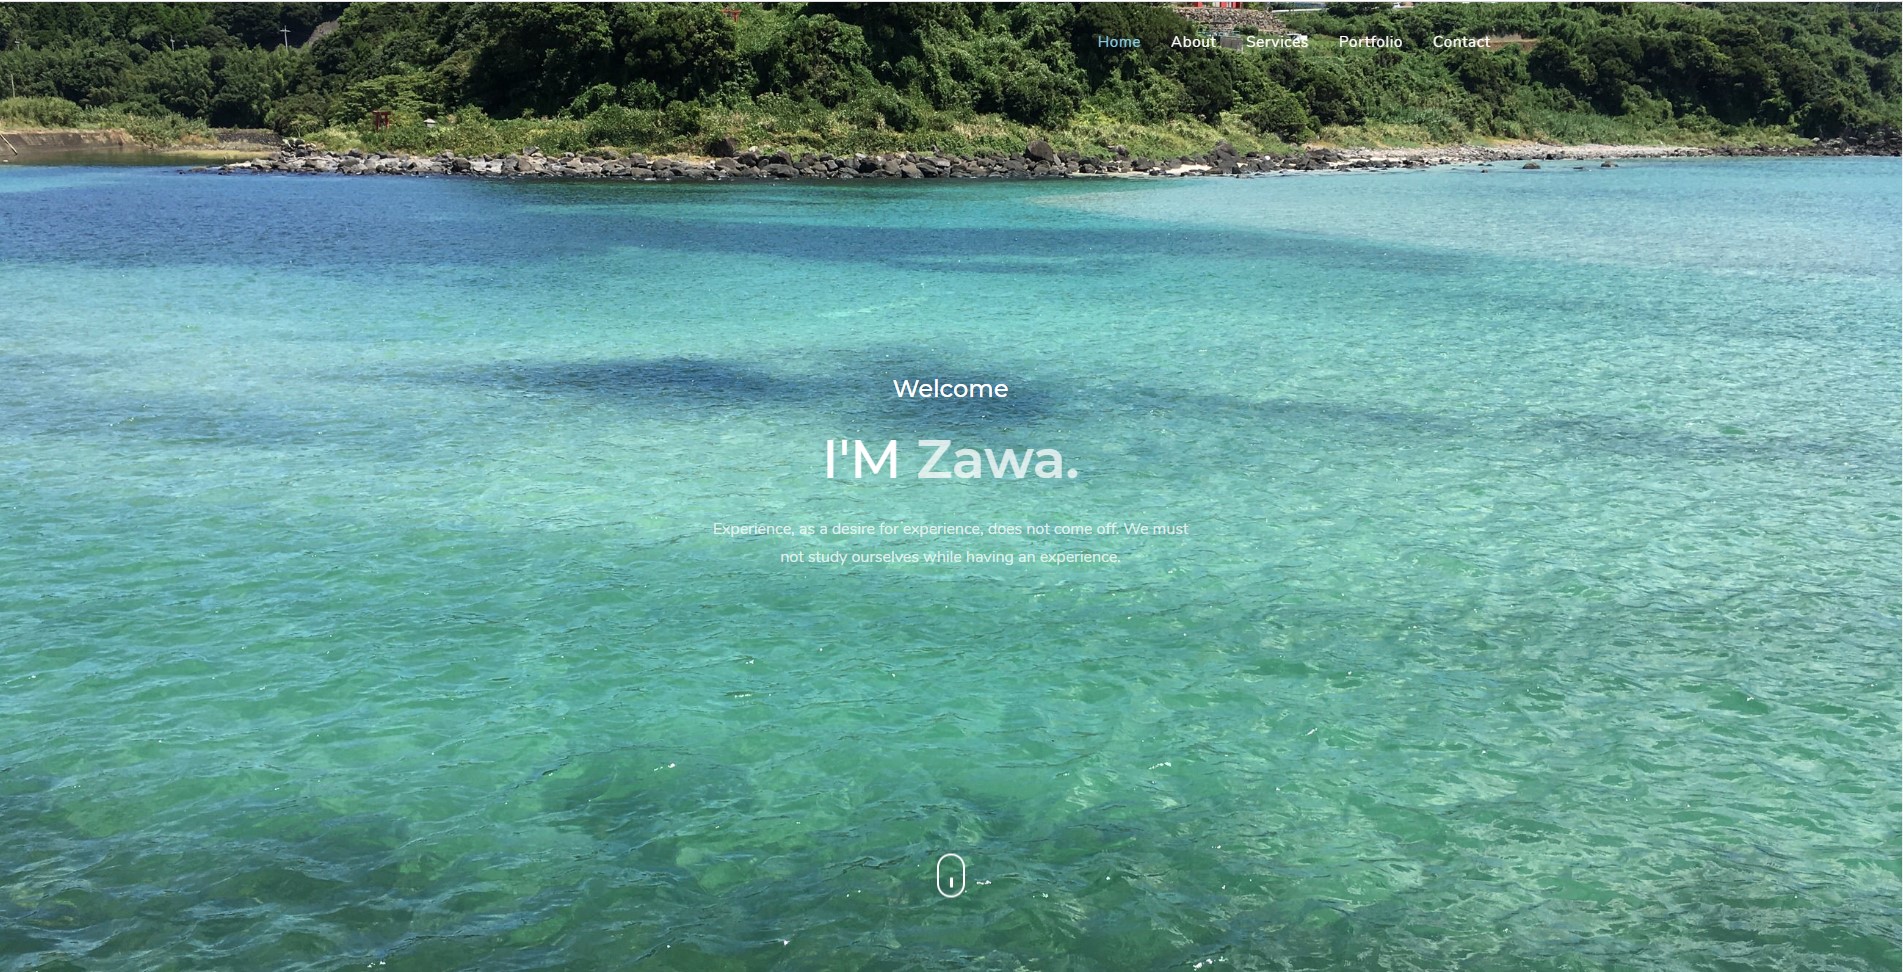 Home About Services Portfolio Contact
Welcome
I'M Zawa.
Experience, as a desire for experience, does not come off. We must
not study ourselves while having an experience.